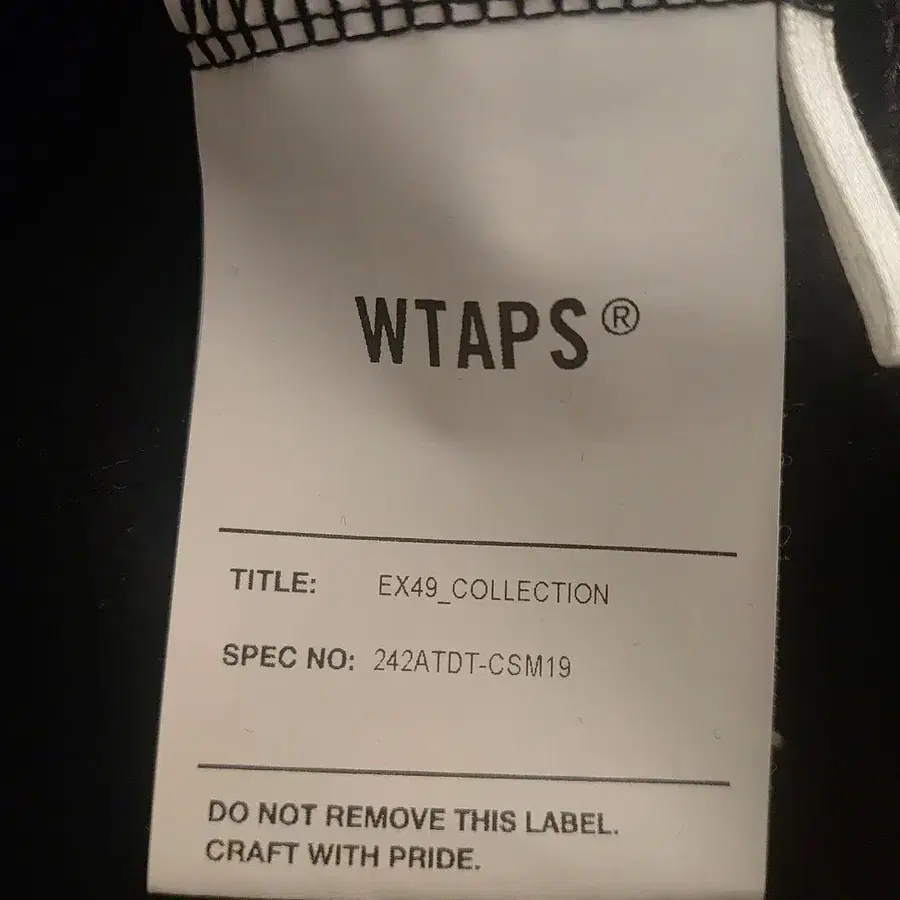 WTAPS®
TITLE: EX49_COLLECTION
SPEC NO: 242ATDT-CSM19
DO NOT REMOVE THIS LABEL.
CRAFT WITH PRIDE.